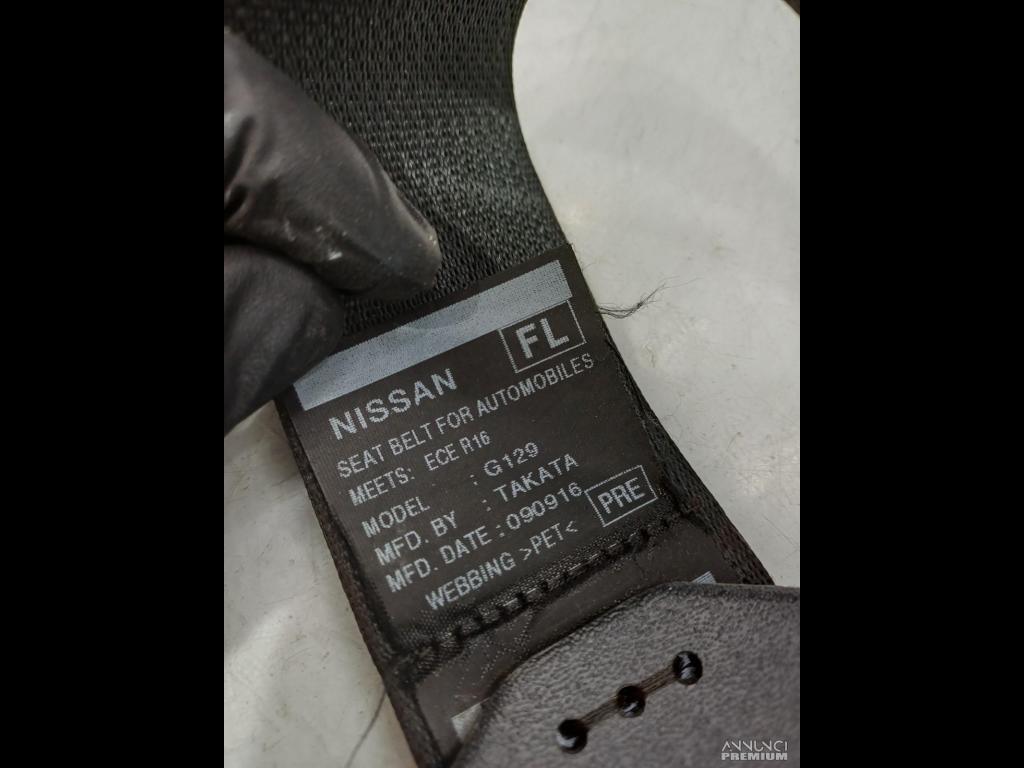 FL
NISSAN
SEAT BELT FOR AUTOMOBILES
MEETS: ECE R16
MODEL : G129
MFD. BY : TAKATA
MFD. DATE : 090916
PRE
WEBBING >PET<
ANNUNCI
PREMIUM